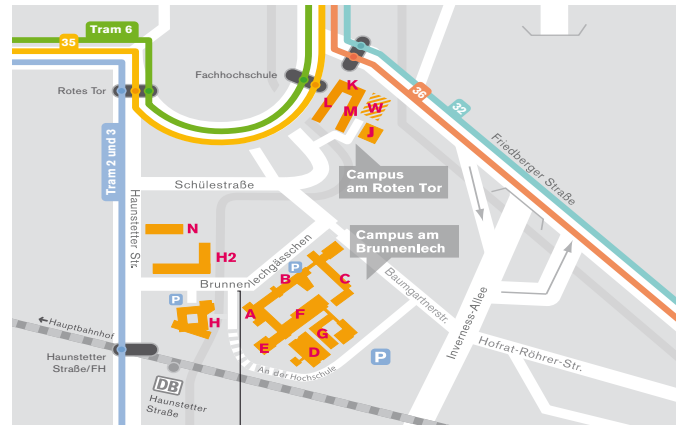 Tram 6
35
Fachhochschule
Rotes Tor
K
L
M
W
J
36
32
Friedberger Straße
Tram 2 und 3
Campus
am Roten Tor
Schülestraße
Haunstetter Str.
N
H2
Campus am
Brunnenlech
Brunnenlechgässchen
P
B
C
Baumgartnerstr.
Inverness-Allee
P
A
F
H
G
E
D
P
Hauptbahnhof
Haunstetter
Straße/FH
An der Hochschule
Hofrat-Röhrer-Str.
DB
Haunstetter
Straße